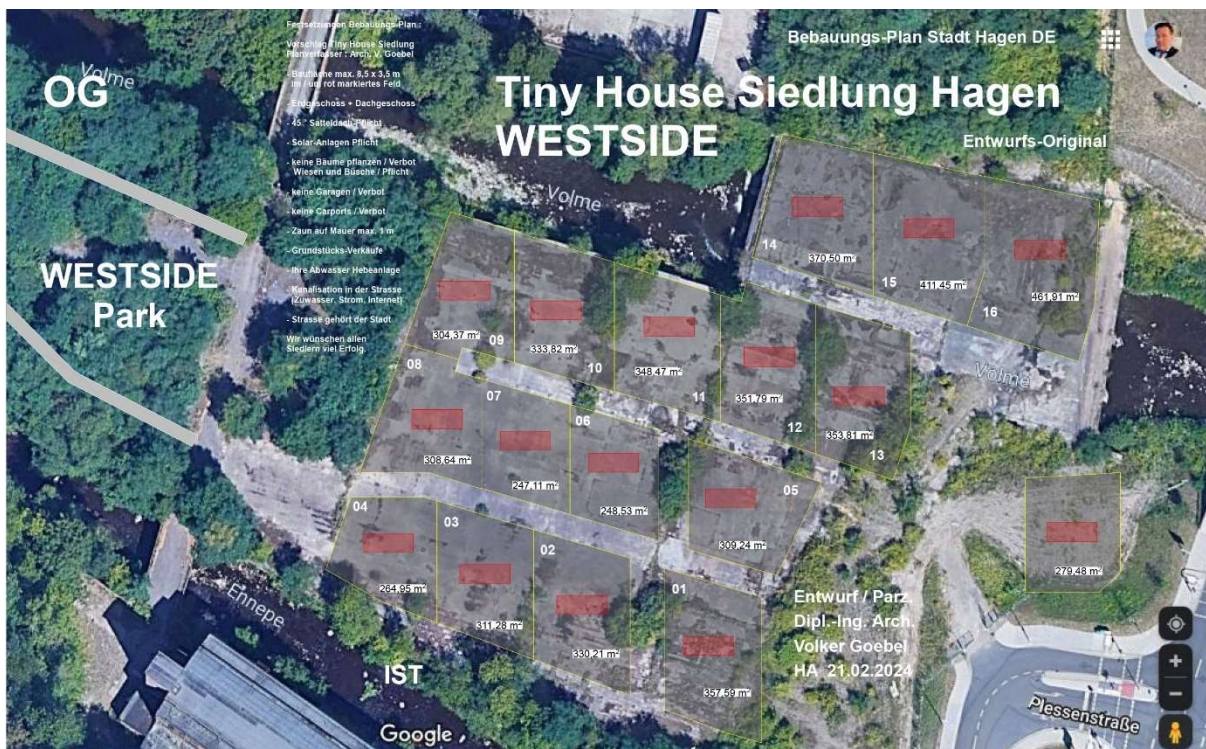 Festsetzungen Bebauungs-Plan :
Vorschlag Tiny House Siedlung
Planverfasser : Arch. V. Goebel
- Baufläche max. 8,5 x 3,5 m
im / um rot markiertes Feld
- Erdgeschoss + Dachgeschoss
- 45 ° Satteldach-Pflicht
- Solar-Anlagen Pflicht
- keine Bäume pflanzen / Verbot
Wiesen und Büsche / Pflicht
- keine Garagen / Verbot
- keine Carports / Verbot
- Zaun auf Mauer max. 1 m
- Grundstücks-Verkäufe
- Ihre Abwasser Hebeanlage
- Kanalisation in der Strasse
(Zuwasser, Strom, Internet)
- Strasse gehört der Stadt
Wir wünschen allen
Siedlern viel Erfolg.
Bebauungs-Plan Stadt Hagen DE
Tiny House Siedlung Hagen
WESTSIDE
Entwurfs-Original
OG
Volme
WESTSIDE
Park
Volme
14
370,50 m²
15
411,45 m²
16
461,91 m²
Volme
09
304,37 m²
10
333,82 m²
11
348,47 m²
12
351,79 m²
13
353,81 m²
08
308,64 m²
07
247,11 m²
06
248,53 m²
05
309,24 m²
04
264,95 m²
03
311,28 m²
02
330,21 m²
01
357,59 m²
279,48 m²
Entwurf / Parz.
Dipl.-Ing. Arch.
Volker Goebel
HA 21.02.2024
Ennepe
IST
Google
Plessenstraße